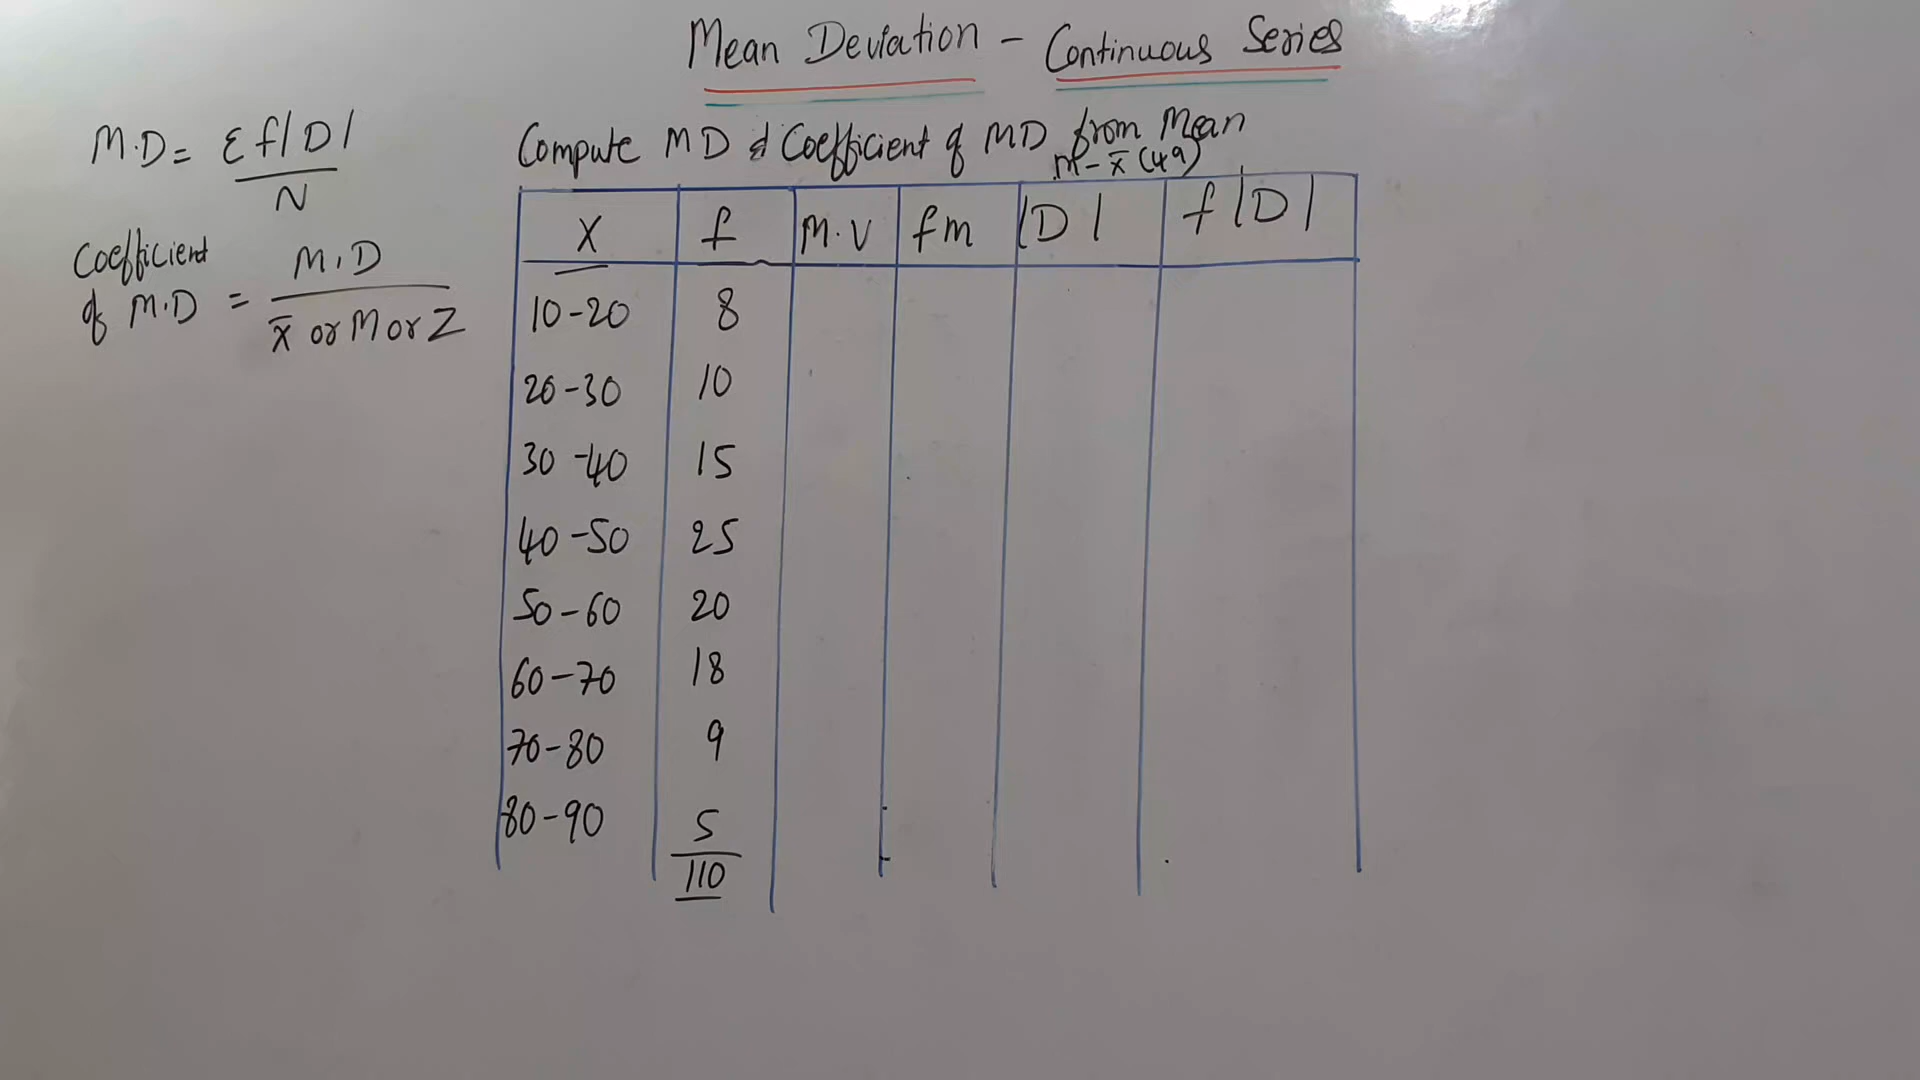 Mean Deviation - Continuous Series
M.D = Σf|D|
N
Coefficient of M.D = M.D
x̄ or M or Z
Compute MD & Coefficient of MD from Mean
m - x̄ (49)
X f M.V fm |D| f|D|
10-20 8
20-30 10
30-40 15
40-50 25
50-60 20
60-70 18
70-80 9
80-90 5
110